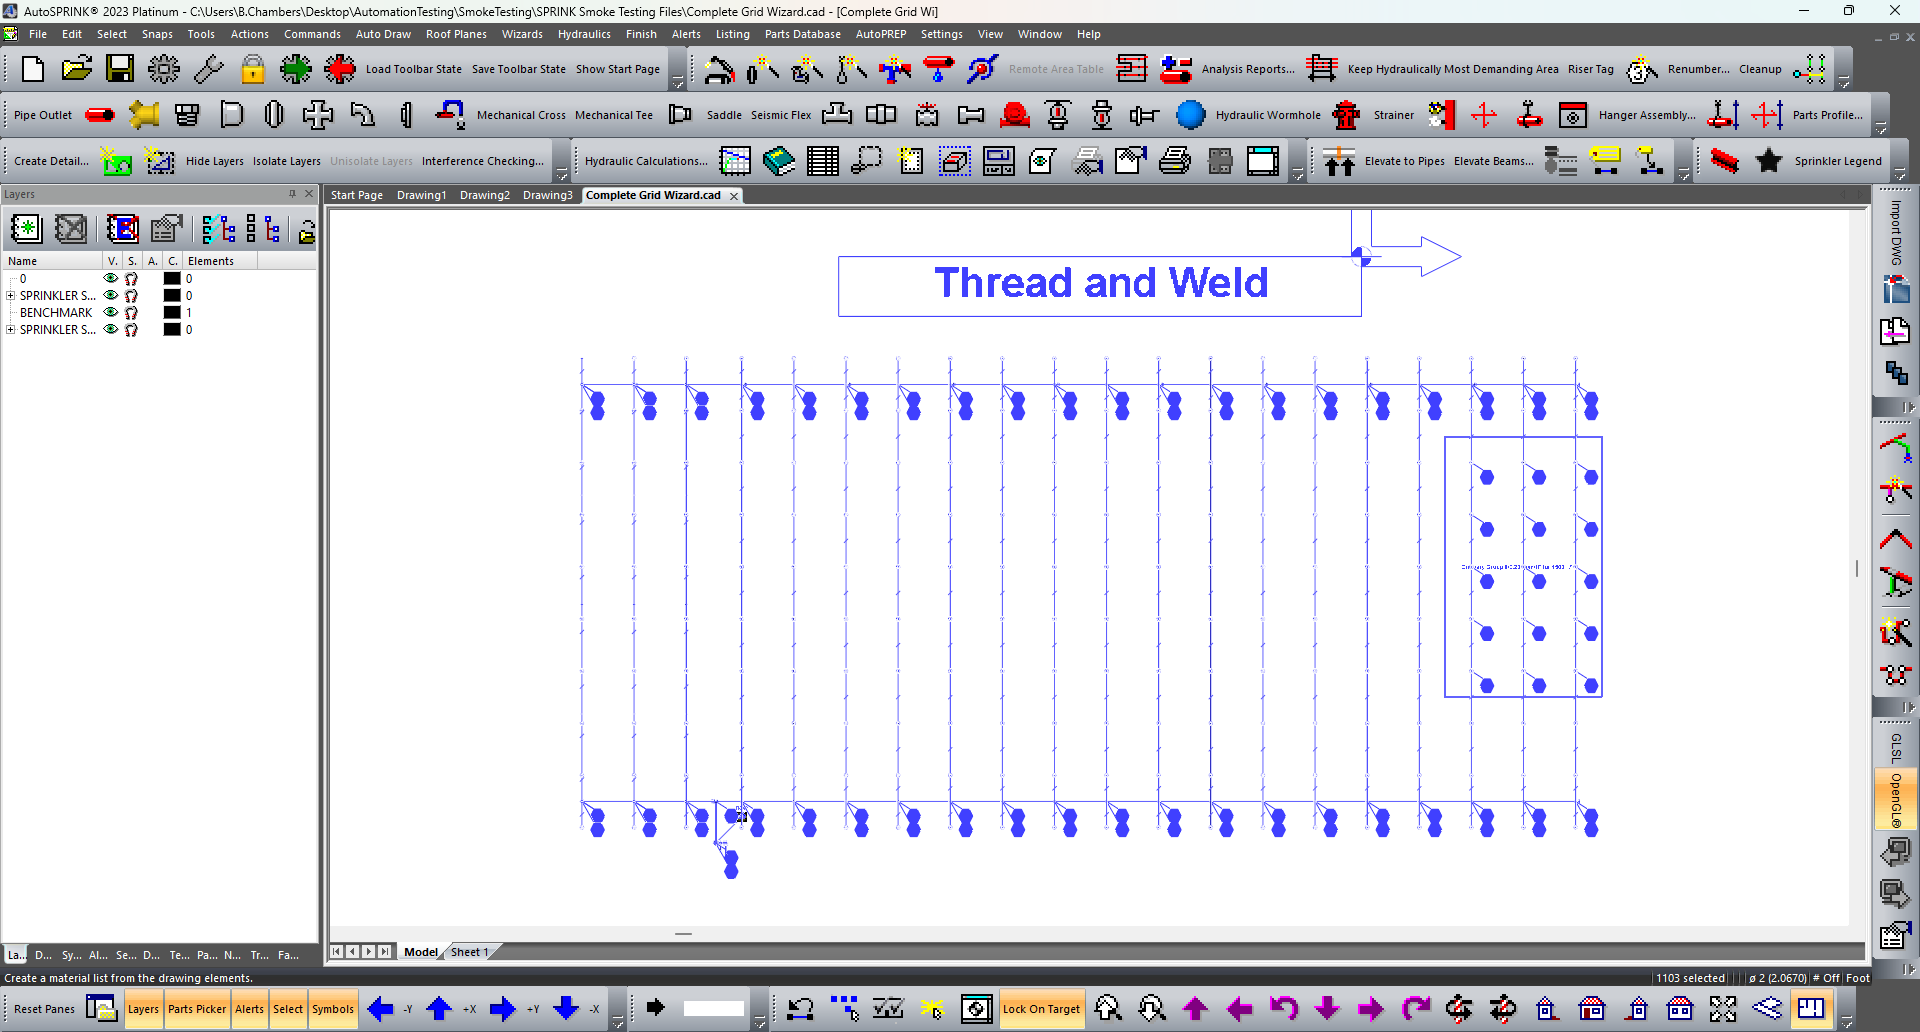 AutoSPRINK® 2023 Platinum - C:\Users\B.Chambers\Desktop\AutomationTesting\SmokeTesting\SPRINK Smoke Testing Files\Complete Grid Wizard.cad - [Complete Grid Wi]
File Edit Select Snaps Tools Actions Commands Auto Draw Roof Planes Wizards Hydraulics Finish Alerts Listing Parts Database AutoPREP Settings View Window Help
Load Toolbar State Save Toolbar State Show Start Page Remote Area Table Analysis Reports... Keep Hydraulically Most Demanding Area Riser Tag Renumber... Cleanup
Pipe Outlet Mechanical Cross Mechanical Tee Saddle Seismic Flex Hydraulic Wormhole Strainer Hanger Assembly... Parts Profile...
Create Detail... Hide Layers Isolate Layers Unisolate Layers Interference Checking... Hydraulic Calculations... Elevate to Pipes Elevate Beams... Sprinkler Legend
Layers
Start Page Drawing1 Drawing2 Drawing3 Complete Grid Wizard.cad
Name V. S. A. C. Elements
0 0
SPRINKLER S... 0
BENCHMARK 1
SPRINKLER S... 0
Thread and Weld
Import DWG
GLSL
OpenGL®
La... D... Sy... Al... Se... D... Te... Pa... N... Tr... Fa...
Model Sheet 1
Create a material list from the drawing elements.
1103 selected ø 2 (2.0670) # Off Foot
Reset Panes Layers Parts Picker Alerts Select Symbols -Y +X +Y -X Lock On Target